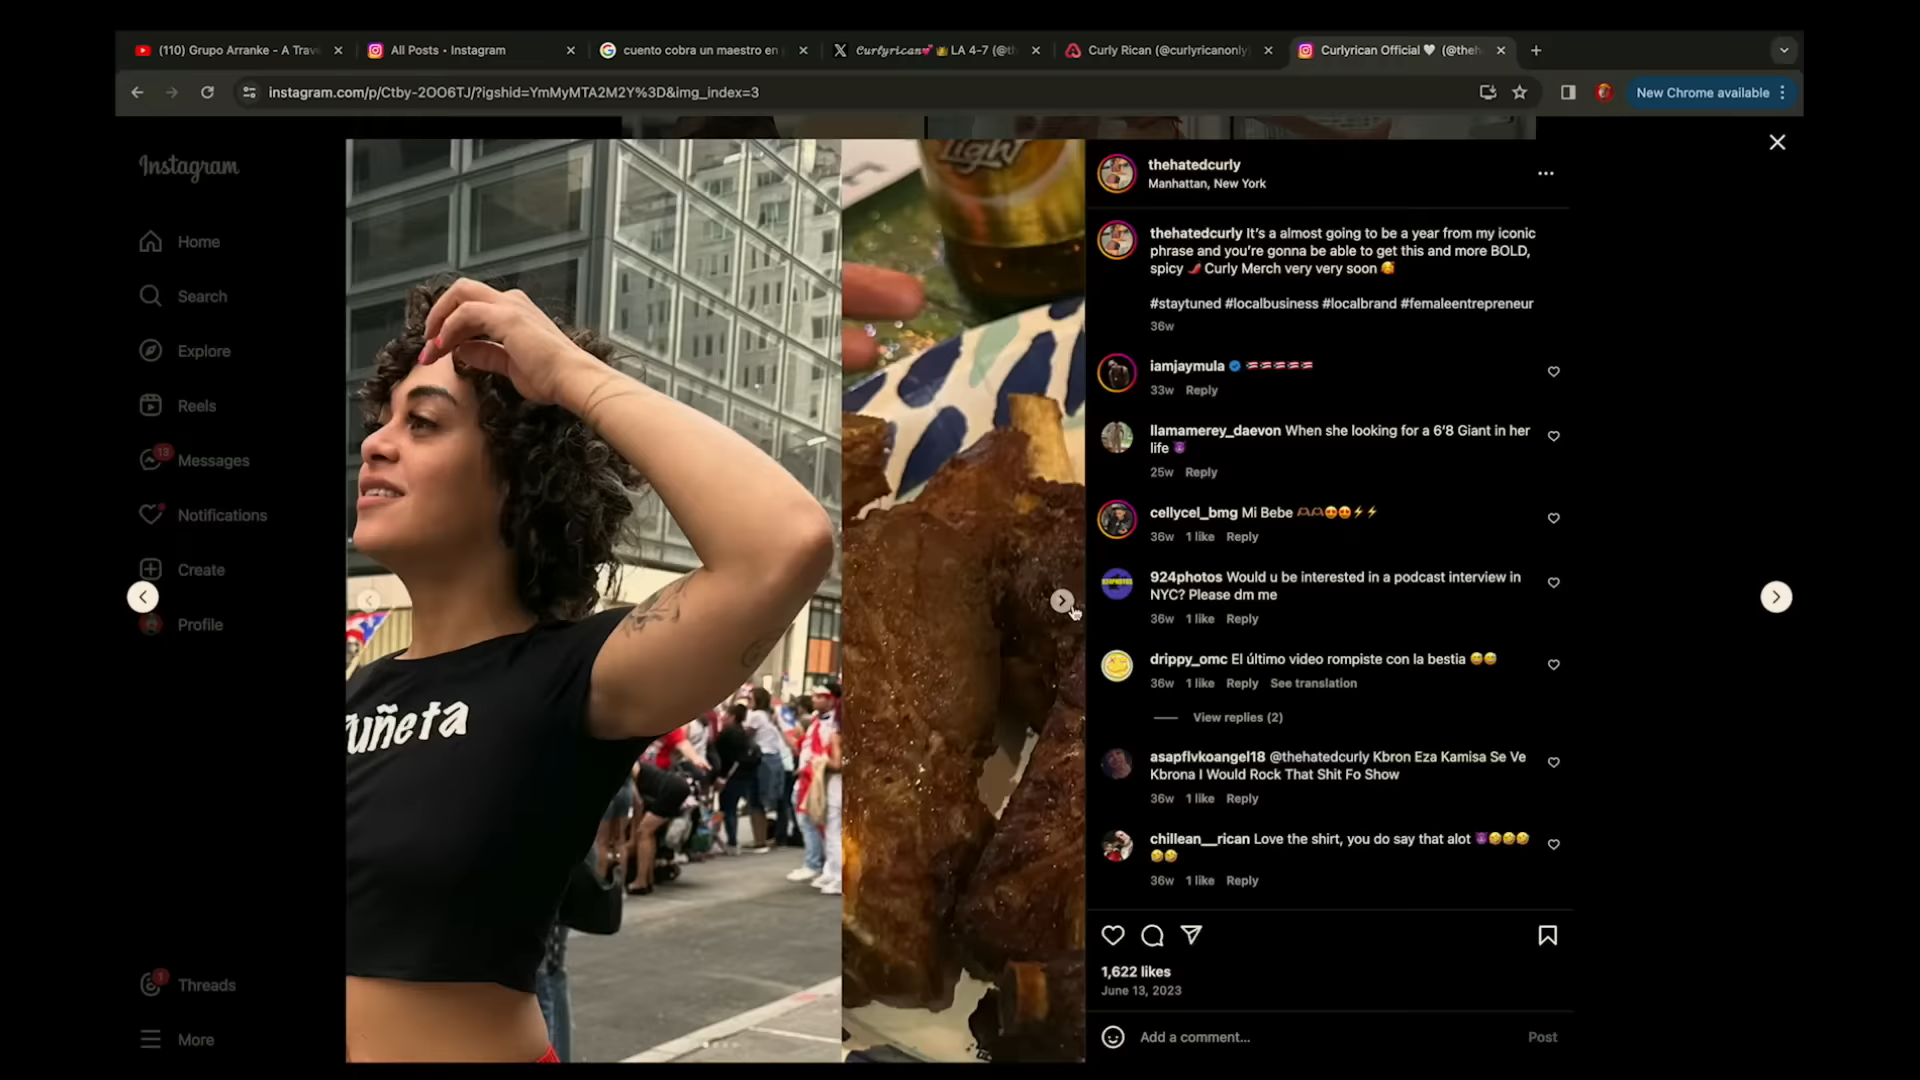 (110) Grupo Arranke - A Trav
All Posts • Instagram
cuento cobra un maestro en
Curlyrican💕👑 LA 4-7 (@th
Curly Rican (@curlyricanonly
Curlyrican Official 🤍 (@theh
instagram.com/p/Ctby-2OO6TJ/?igshid=YmMyMTA2M2Y%3D&img_index=3
New Chrome available
Instagram
Home
Search
Explore
Reels
13
Messages
Notifications
Create
Profile
1
Threads
More
Light
uñeta
thehatedcurly
Manhattan, New York
thehatedcurly It's a almost going to be a year from my iconic
phrase and you're gonna be able to get this and more BOLD,
spicy 🌶️ Curly Merch very very soon 🥰
#staytuned #localbusiness #localbrand #femaleentrepreneur
36w
iamjaymula 🇵🇷🇵🇷🇵🇷🇵🇷🇵🇷
33w Reply
llamamerey_daevon When she looking for a 6'8 Giant in her
life 😈
25w Reply
cellycel_bmg Mi Bebe 🫶🏾🫶🏾😍😍⚡⚡
36w 1 like Reply
924photos Would u be interested in a podcast interview in
NYC? Please dm me
36w 1 like Reply
drippy_omc El último video rompiste con la bestia 😅😅
36w 1 like Reply See translation
View replies (2)
asapflvkoangel18 @thehatedcurly Kbron Eza Kamisa Se Ve
Kbrona I Would Rock That Shit Fo Show
36w 1 like Reply
chillean__rican Love the shirt, you do say that alot 😈🤣🤣🤣
🤣🤣
36w 1 like Reply
1,622 likes
June 13, 2023
Add a comment...
Post